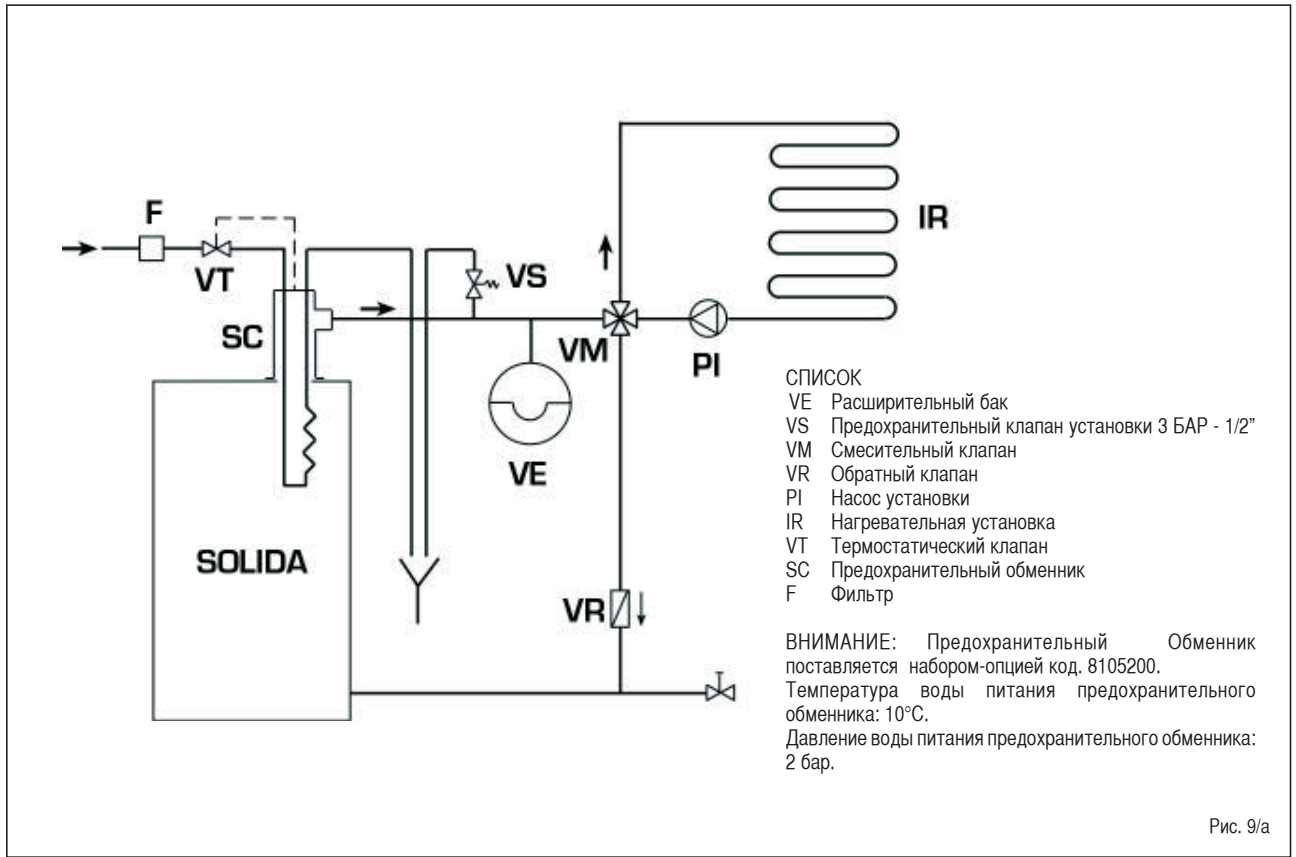 F
VT
SC
VS
VM
PI
IR
VE
SOLIDA
VR
СПИСОК
VE Расширительный бак
VS Предохранительный клапан установки 3 БАР - 1/2”
VM Смесительный клапан
VR Обратный клапан
PI Насос установки
IR Нагревательная установка
VT Термостатический клапан
SC Предохранительный обменник
F Фильтр
ВНИМАНИЕ: Предохранительный Обменник
поставляется набором-опцией код. 8105200.
Температура воды питания предохранительного
обменника: 10°C.
Давление воды питания предохранительного обменника:
2 бар.
Рис. 9/а